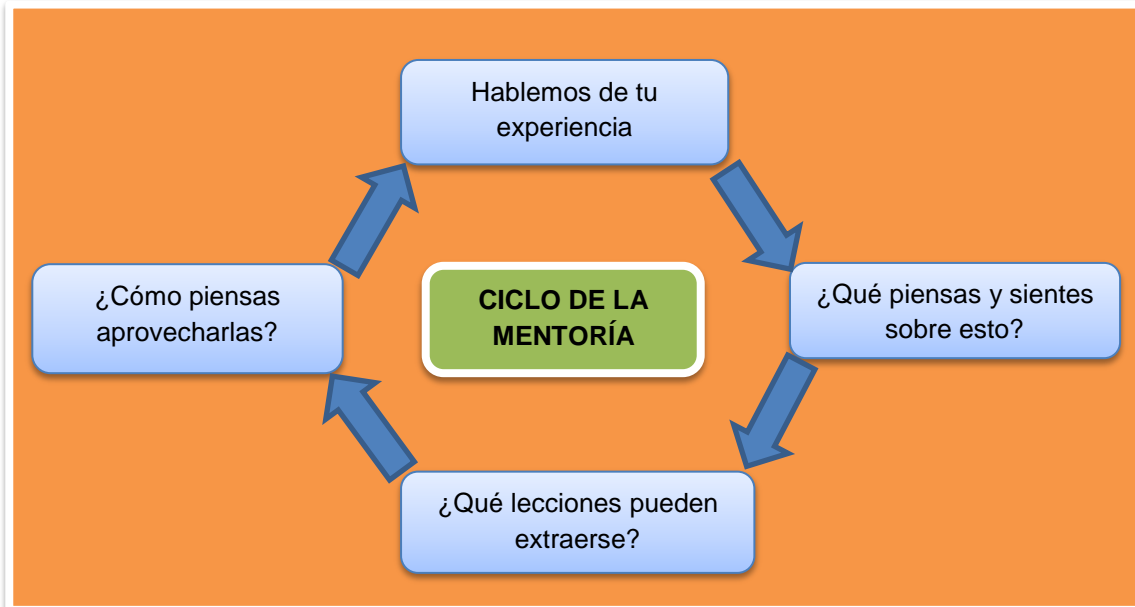 Hablemos de tu
experiencia
¿Cómo piensas
aprovecharlas?
CICLO DE LA
MENTORÍA
¿Qué piensas y sientes
sobre esto?
¿Qué lecciones pueden
extraerse?